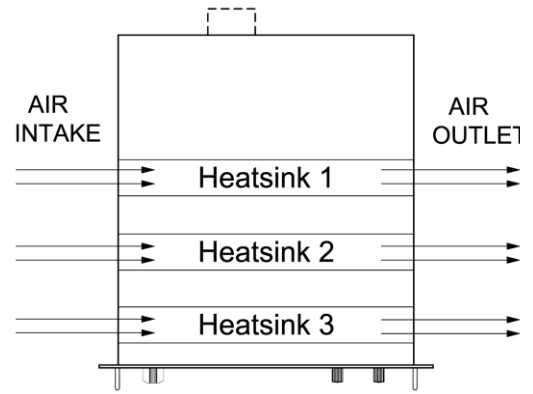 AIR
INTAKE
AIR
OUTLET
Heatsink 1
Heatsink 2
Heatsink 3